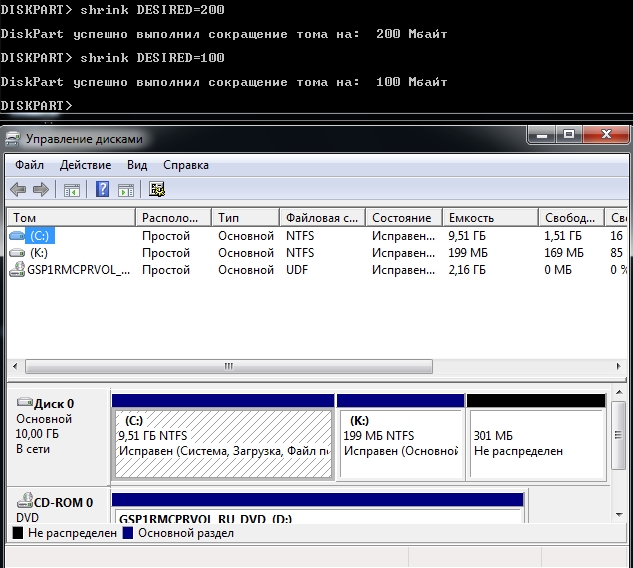 DISKPART> shrink DESIRED=200
DiskPart успешно выполнил сокращение тома на:  200 Мбайт
DISKPART> shrink DESIRED=100
DiskPart успешно выполнил сокращение тома на:  100 Мбайт
DISKPART>
Управление дисками
Файл Действие Вид Справка
Том Располо... Тип Файловая с... Состояние Емкость Свобод... Сво
(C:) Простой Основной NTFS Исправен... 9,51 ГБ 1,51 ГБ 16
(K:) Простой Основной NTFS Исправен... 199 МБ 169 МБ 85
GSP1RMCPRVOL_... Простой Основной UDF Исправен... 2,16 ГБ 0 МБ 0 %
Диск 0
Основной
10,00 ГБ
В сети
(C:)
9,51 ГБ NTFS
Исправен (Система, Загрузка, Файл п
(K:)
199 МБ NTFS
Исправен (Основной
301 МБ
Не распределен
CD-ROM 0
DVD
GSP1RMCPRVOL_RU_DVD (D:)
Не распределен Основной раздел